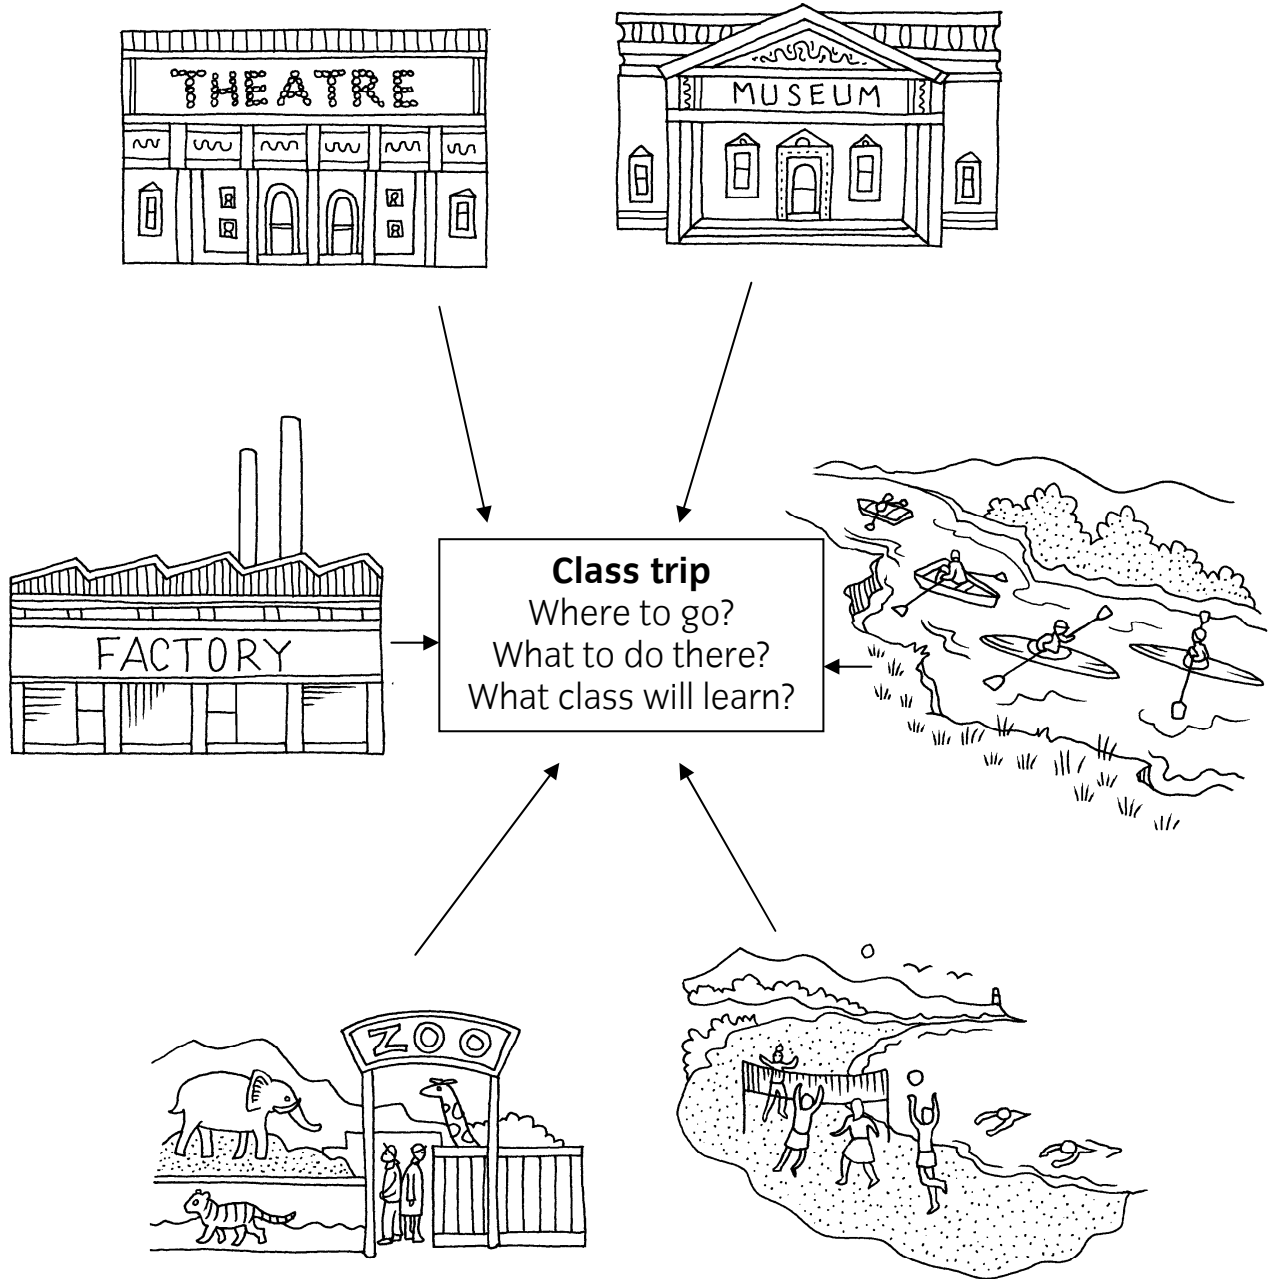 THEATRE
MUSEUM
FACTORY
Class trip
Where to go?
What to do there?
What class will learn?
ZOO